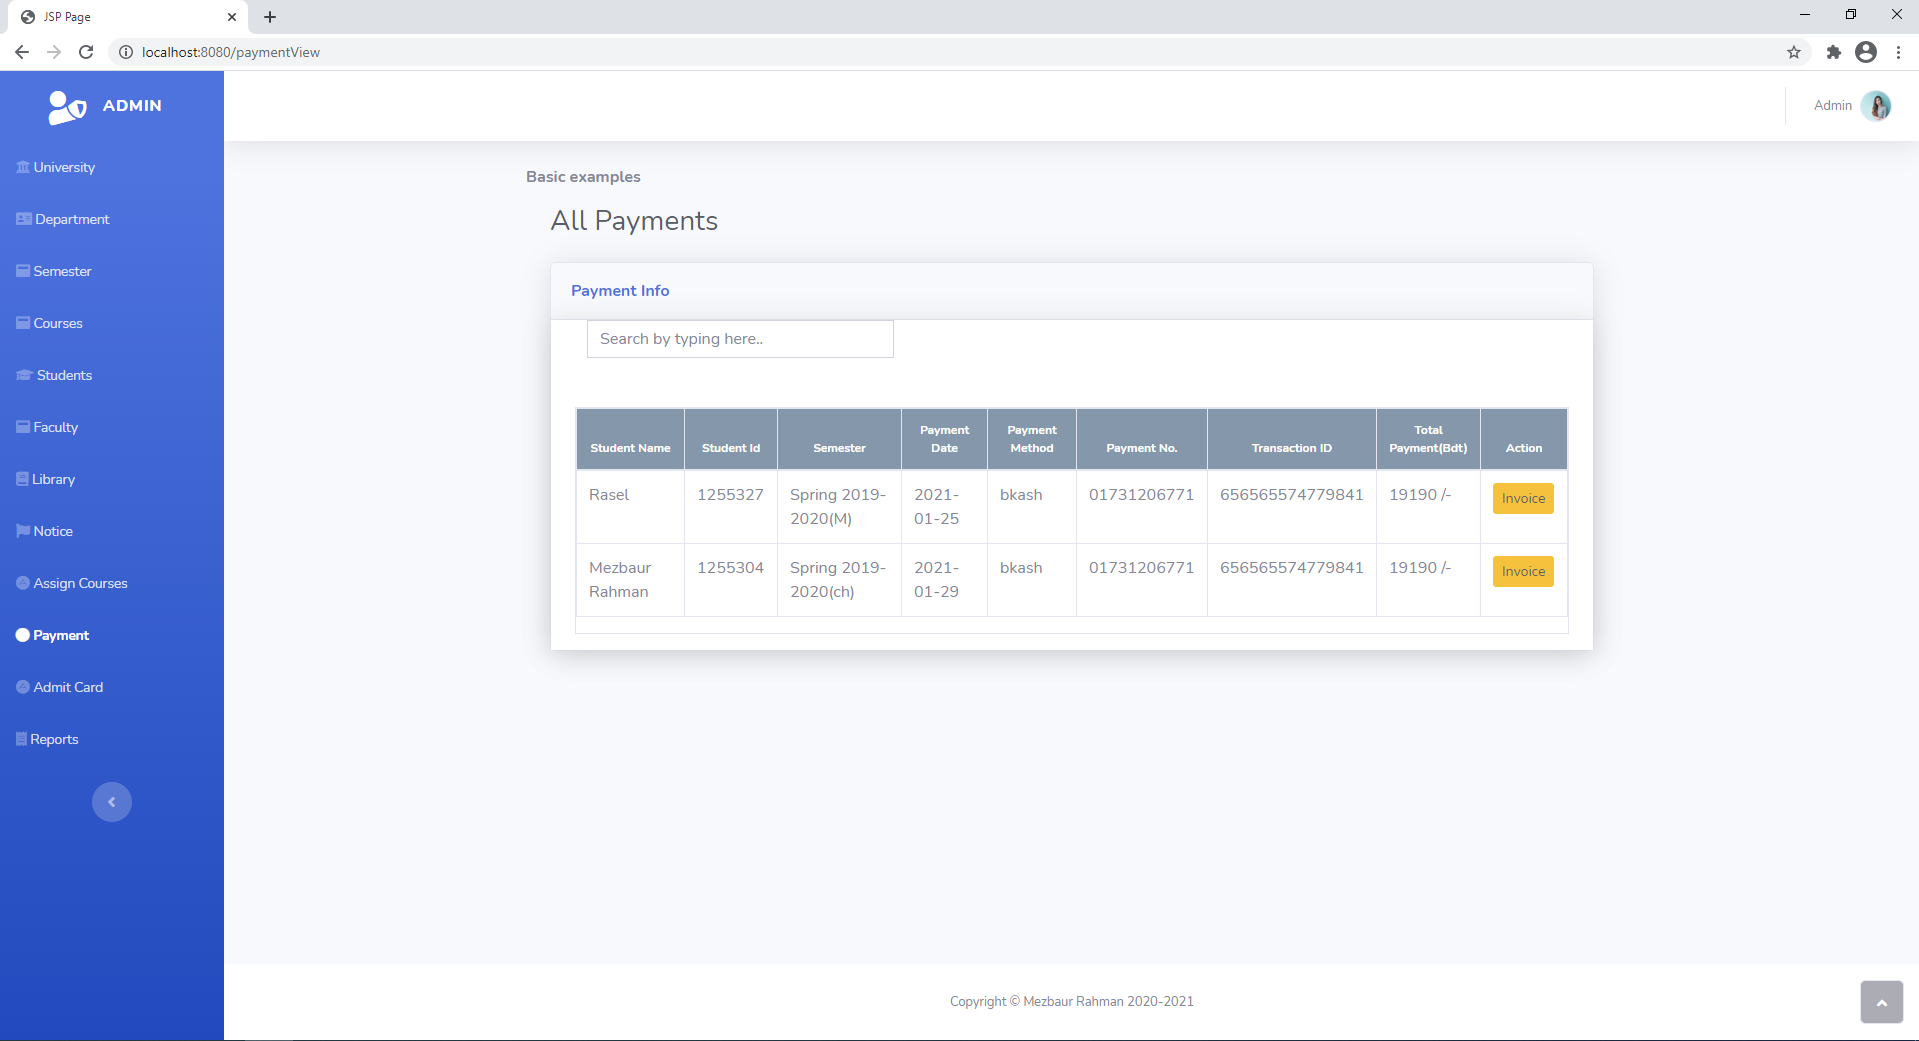 JSP Page
localhost:8080/paymentView
ADMIN
Admin
University
Department
Semester
Courses
Students
Faculty
Library
Notice
Assign Courses
Payment
Admit Card
Reports
Basic examples
All Payments
Payment Info
Search by typing here..
Student Name Student Id Semester Payment Date Payment Method Payment No. Transaction ID Total Payment(Bdt) Action
Rasel 1255327 Spring 2019-2020(M) 2021-01-25 bkash 01731206771 656565574779841 19190 /- Invoice
Mezbaur Rahman 1255304 Spring 2019-2020(ch) 2021-01-29 bkash 01731206771 656565574779841 19190 /- Invoice
Copyright © Mezbaur Rahman 2020-2021